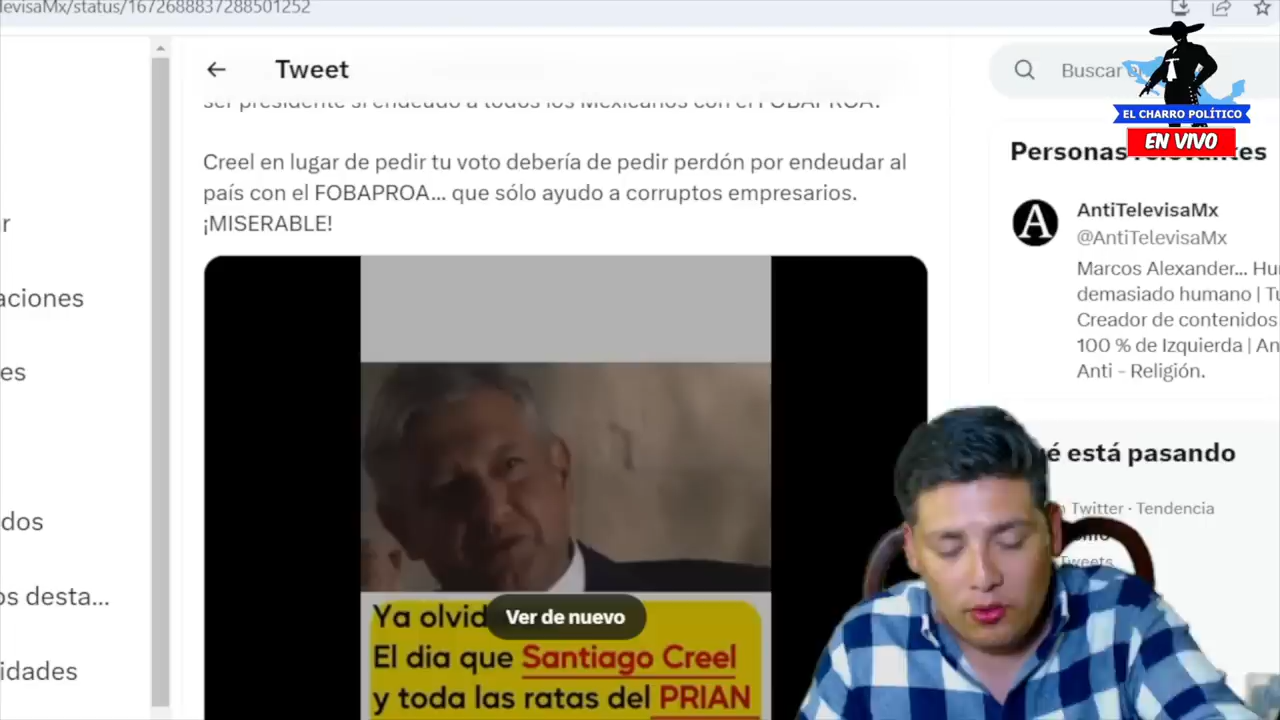 levisaMx/status/1672688837288501252
Tweet
ser presidente si endeudó a todos los Mexicanos con el FOBAPROA.
Creel en lugar de pedir tu voto debería de pedir perdón por endeudar al
país con el FOBAPROA... que sólo ayudo a corruptos empresarios.
¡MISERABLE!
Ya olvid
Ver de nuevo
El dia que Santiago Creel
y toda las ratas del PRIAN
r
aciones
es
dos
os desta...
idades
Buscar e
EL CHARRO POLÍTICO
EN VIVO
Personas relevantes
A
AntiTelevisaMx
@AntiTelevisaMx
Marcos Alexander... Hu
demasiado humano | Tu
Creador de contenidos
100 % de Izquierda | An
Anti - Religión.
é está pasando
Twitter · Tendencia
Tweets